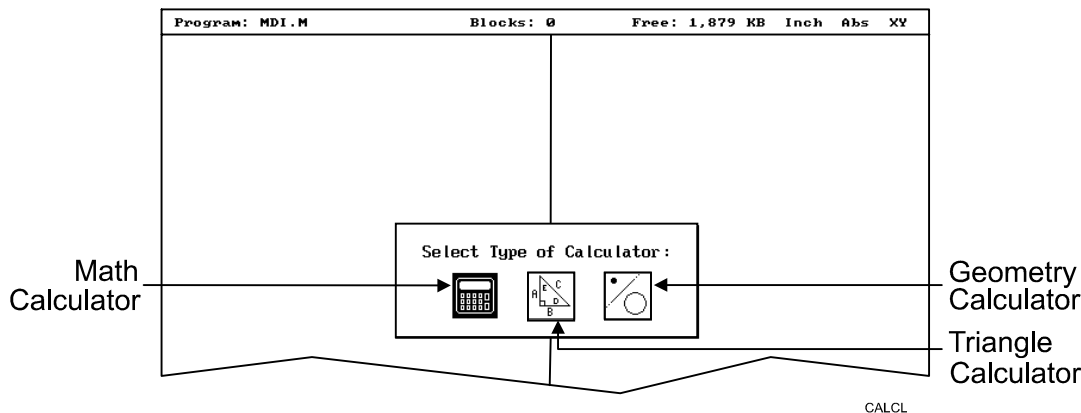 Program: MDI.M Blocks: 0 Free: 1,879 KB Inch Abs XY
Select Type of Calculator:
Math
Calculator
A E C
D
B
Geometry
Calculator
Triangle
Calculator
CALCL